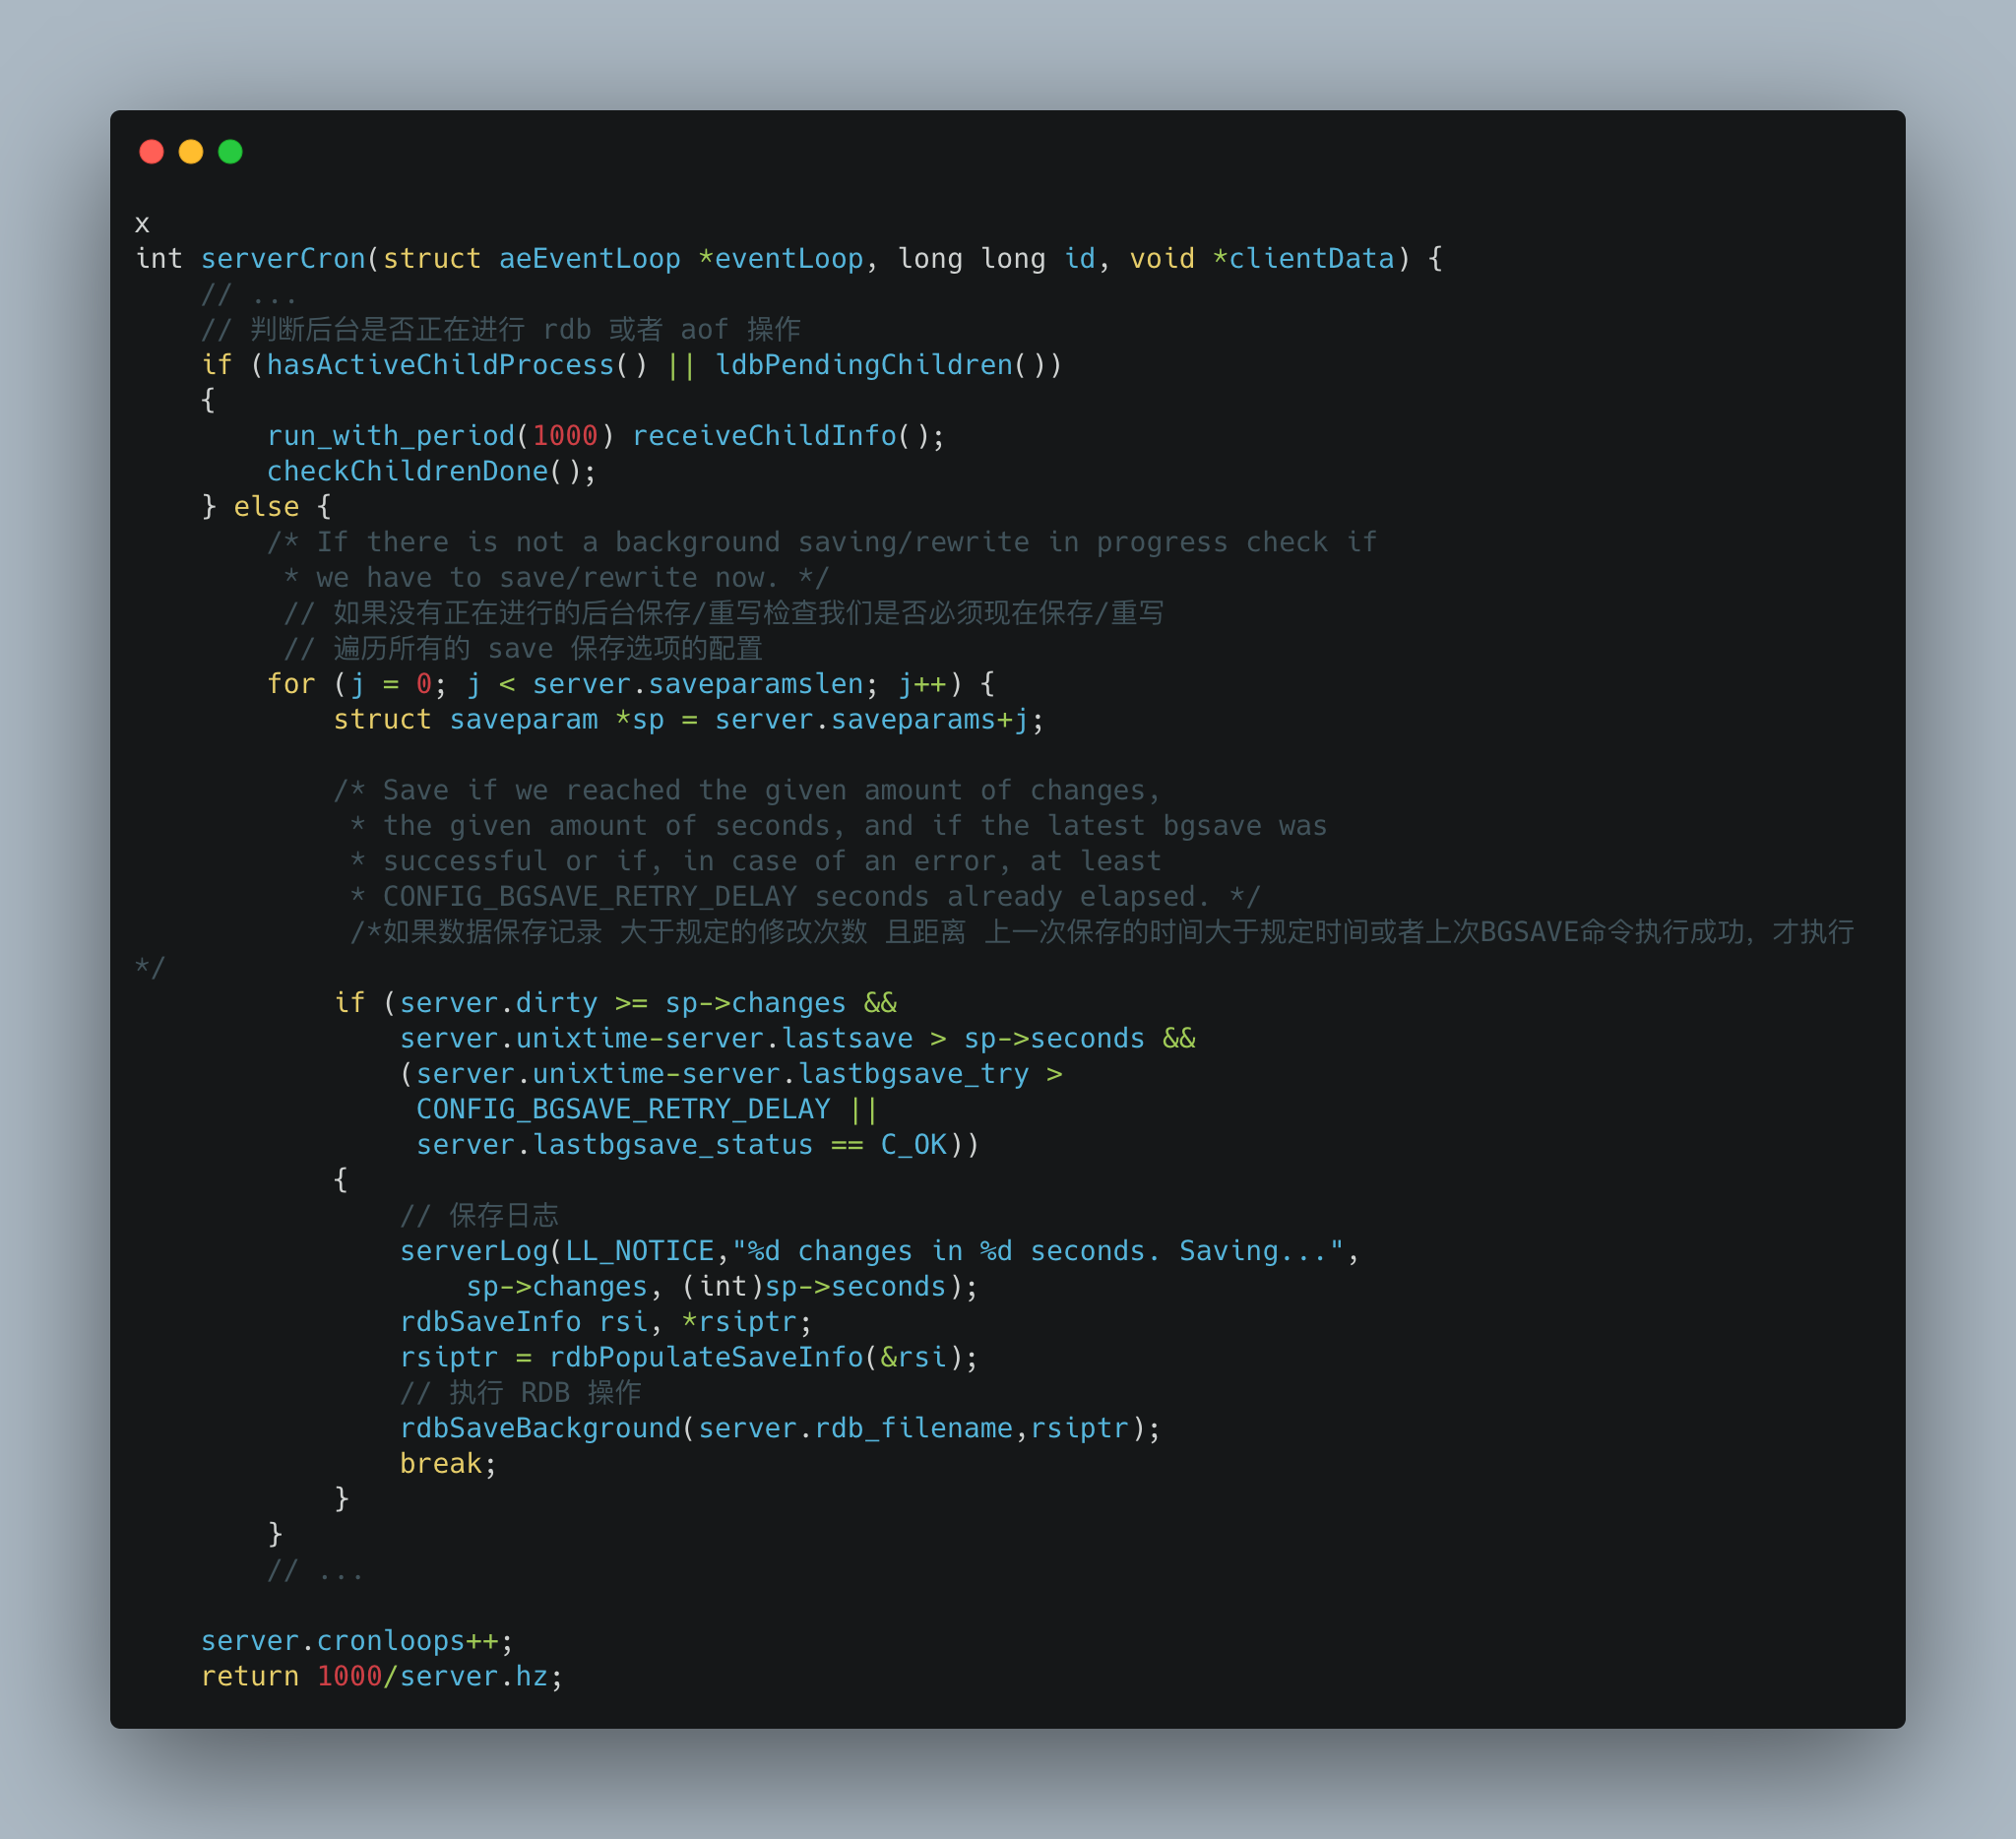 x
int serverCron(struct aeEventLoop *eventLoop, long long id, void *clientData) {
    // ...
    // 判断后台是否正在进行 rdb 或者 aof 操作
    if (hasActiveChildProcess() || ldbPendingChildren())
    {
        run_with_period(1000) receiveChildInfo();
        checkChildrenDone();
    } else {
        /* If there is not a background saving/rewrite in progress check if
         * we have to save/rewrite now. */
         // 如果没有正在进行的后台保存/重写检查我们是否必须现在保存/重写
         // 遍历所有的 save 保存选项的配置
        for (j = 0; j < server.saveparamslen; j++) {
            struct saveparam *sp = server.saveparams+j;

            /* Save if we reached the given amount of changes,
             * the given amount of seconds, and if the latest bgsave was
             * successful or if, in case of an error, at least
             * CONFIG_BGSAVE_RETRY_DELAY seconds already elapsed. */
             /*如果数据保存记录 大于规定的修改次数 且距离 上一次保存的时间大于规定时间或者上次BGSAVE命令执行成功，才执行
*/
            if (server.dirty >= sp->changes &&
                server.unixtime-server.lastsave > sp->seconds &&
                (server.unixtime-server.lastbgsave_try >
                 CONFIG_BGSAVE_RETRY_DELAY ||
                 server.lastbgsave_status == C_OK))
            {
                // 保存日志
                serverLog(LL_NOTICE,"%d changes in %d seconds. Saving...",
                    sp->changes, (int)sp->seconds);
                rdbSaveInfo rsi, *rsiptr;
                rsiptr = rdbPopulateSaveInfo(&rsi);
                // 执行 RDB 操作
                rdbSaveBackground(server.rdb_filename,rsiptr);
                break;
            }
        }
        // ...

    server.cronloops++;
    return 1000/server.hz;